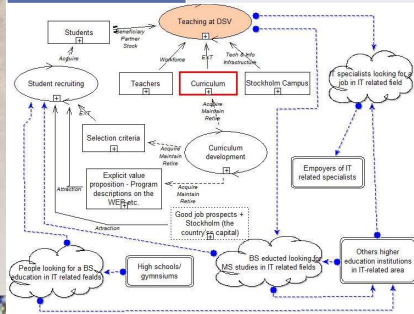 Teaching at DSV
Students
Beneficiary
Partner
Stock
Acquire
Workforce
EXT
Tech & Info
Infrastructure
Student recruiting
Teachers
Curriculum
Stockholm Campus
IT specialists looking for a
job in IT related field
EXT
Acquire
Maintain
Retire
Selection criteria
Acquire
Maintain
Retire
Curriculum
development
Empoyers of IT
related specialists
Explicit value
proposition - Program
descriptions on the
WEB etc.
Attraction
Acquire
Maintain
Retire
Good job prospects +
Stockholm (the
country's capital)
Attraction
People looking for a BS
education in IT related fealds
High schools/
gymnsiums
BS educted looking for
MS studies in IT related fields
Others higher
education institutions
in IT-related area